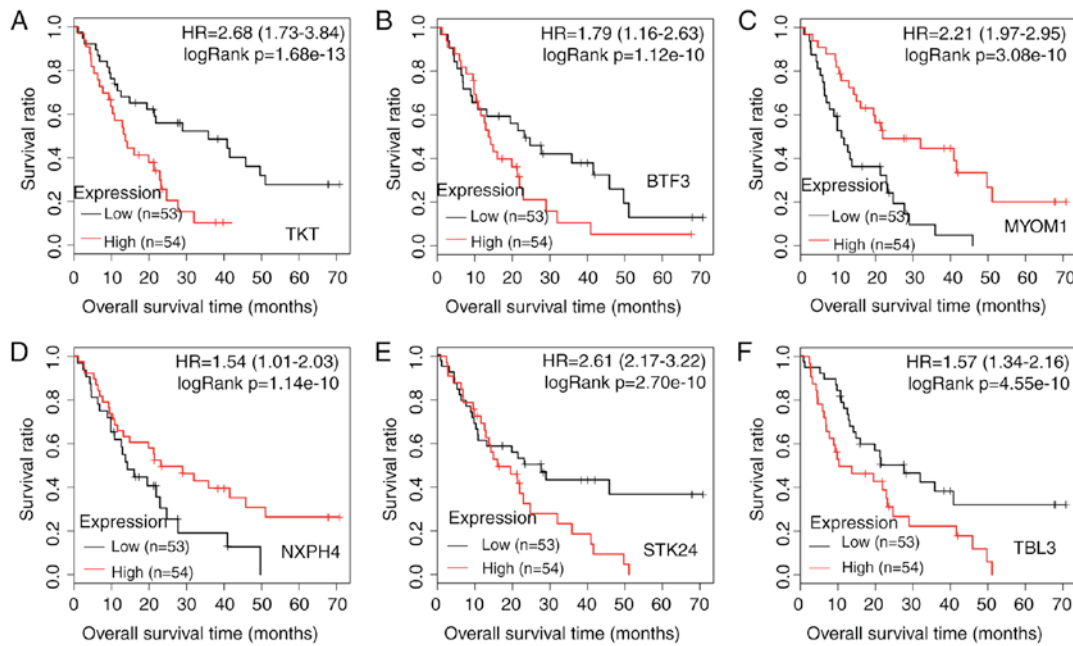 A
HR=2.68 (1.73-3.84)
logRank p=1.68e-13
Survival ratio
1.0
0.8
0.6
0.4
0.2
0.0
Expression
Low (n=53)
High (n=54)
TKT
0 10 20 30 40 50 60 70
Overall survival time (months)
B
HR=1.79 (1.16-2.63)
logRank p=1.12e-10
Survival ratio
1.0
0.8
0.6
0.4
0.2
0.0
BTF3
Expression
Low (n=53)
High (n=54)
0 10 20 30 40 50 60 70
Overall survival time (months)
C
HR=2.21 (1.97-2.95)
logRank p=3.08e-10
Survival ratio
1.0
0.8
0.6
0.4
0.2
0.0
Expression
Low (n=53)
High (n=54)
MYOM1
0 10 20 30 40 50 60 70
Overall survival time (months)
D
HR=1.54 (1.01-2.03)
logRank p=1.14e-10
Survival ratio
1.0
0.8
0.6
0.4
0.2
0.0
Expression
Low (n=53)
High (n=54)
NXPH4
0 10 20 30 40 50 60 70
Overall survival time (months)
E
HR=2.61 (2.17-3.22)
logRank p=2.70e-10
Survival ratio
1.0
0.8
0.6
0.4
0.2
0.0
Expression
Low (n=53)
High (n=54)
STK24
0 10 20 30 40 50 60 70
Overall survival time (months)
F
HR=1.57 (1.34-2.16)
logRank p=4.55e-10
Survival ratio
1.0
0.8
0.6
0.4
0.2
0.0
Expression
Low (n=53)
High (n=54)
TBL3
0 10 20 30 40 50 60 70
Overall survival time (months)